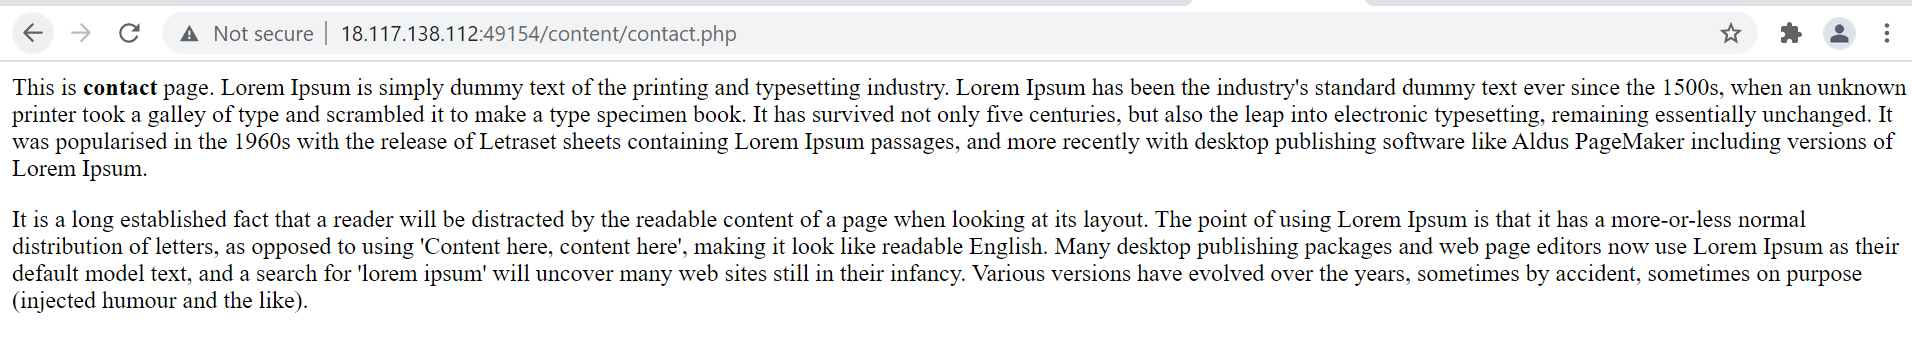 Not secure 18.117.138.112:49154/content/contact.php
This is contact page. Lorem Ipsum is simply dummy text of the printing and typesetting industry. Lorem Ipsum has been the industry's standard dummy text ever since the 1500s, when an unknown
printer took a galley of type and scrambled it to make a type specimen book. It has survived not only five centuries, but also the leap into electronic typesetting, remaining essentially unchanged. It
was popularised in the 1960s with the release of Letraset sheets containing Lorem Ipsum passages, and more recently with desktop publishing software like Aldus PageMaker including versions of
Lorem Ipsum.
It is a long established fact that a reader will be distracted by the readable content of a page when looking at its layout. The point of using Lorem Ipsum is that it has a more-or-less normal
distribution of letters, as opposed to using 'Content here, content here', making it look like readable English. Many desktop publishing packages and web page editors now use Lorem Ipsum as their
default model text, and a search for 'lorem ipsum' will uncover many web sites still in their infancy. Various versions have evolved over the years, sometimes by accident, sometimes on purpose
(injected humour and the like).